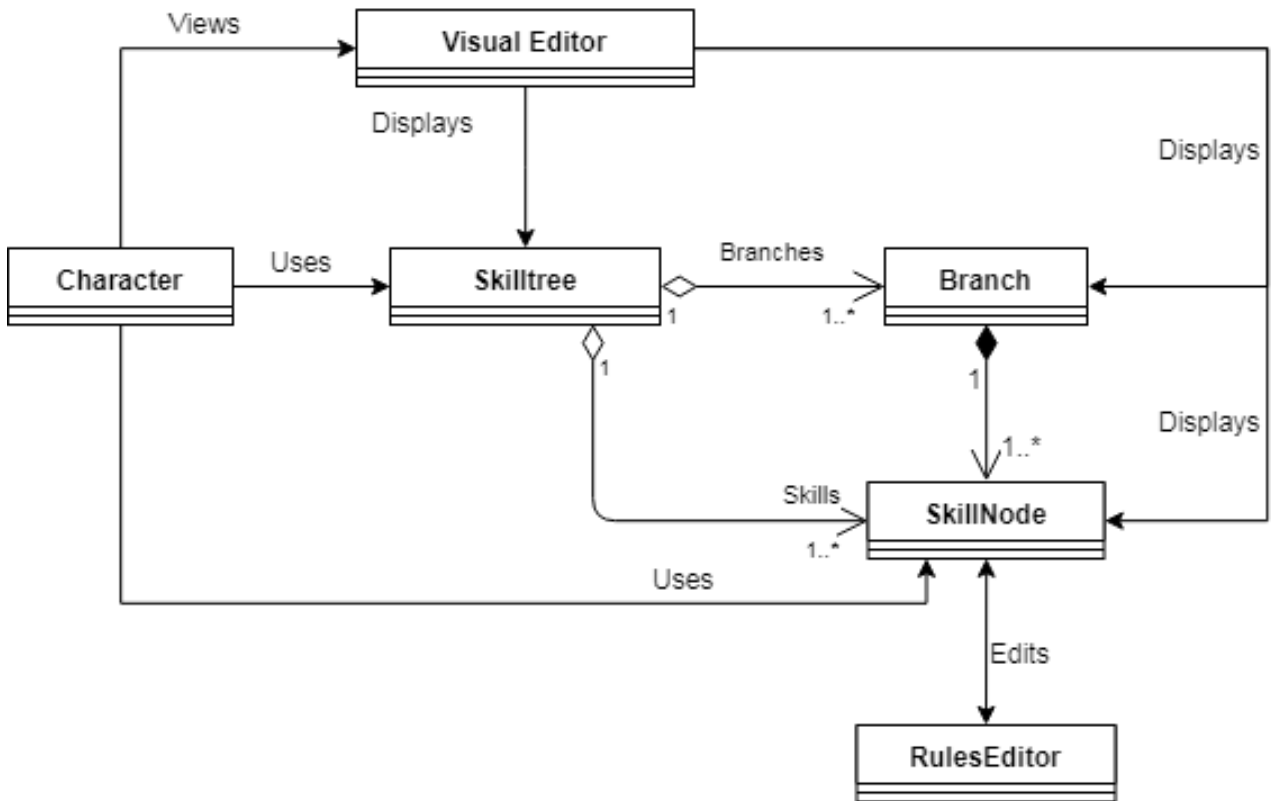 Views
Visual Editor
Displays
Displays
Character
Uses
Skilltree
Branches
Branch
1
1..*
1
1
1..*
Displays
Skills
SkillNode
1..*
Uses
Edits
RulesEditor